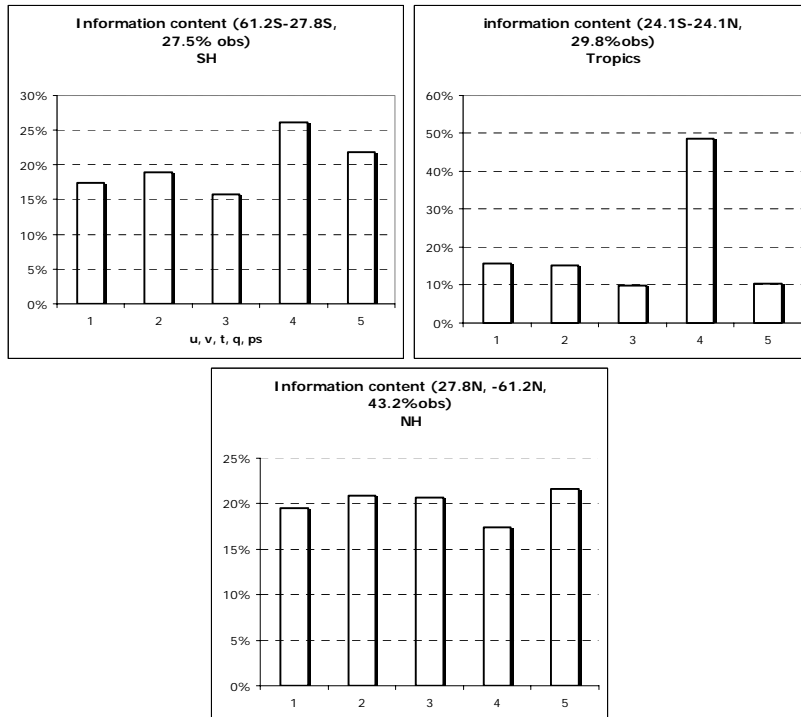 Information content (61.2S-27.8S,
27.5% obs)
SH
30%
25%
20%
15%
10%
5%
0%
1 2 3 4 5
u, v, t, q, ps
information content (24.1S-24.1N,
29.8%obs)
Tropics
60%
50%
40%
30%
20%
10%
0%
1 2 3 4 5
Information content (27.8N, -61.2N,
43.2%obs)
NH
25%
20%
15%
10%
5%
0%
1 2 3 4 5